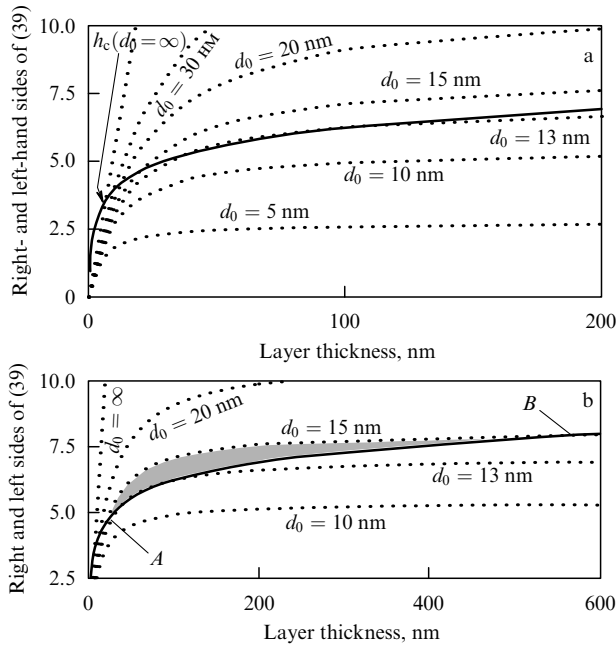 Right- and left-hand sides of (39)
10.0
7.5
5.0
2.5
0
h_c(d_0 = ∞)
d_0 = 30 нм
d_0 = 20 nm
a
d_0 = 15 nm
d_0 = 13 nm
d_0 = 10 nm
d_0 = 5 nm
0
100
200
Layer thickness, nm
Right and left sides of (39)
10.0
7.5
5.0
2.5
d_0 = ∞
d_0 = 20 nm
b
B
d_0 = 15 nm
d_0 = 13 nm
d_0 = 10 nm
A
0
200
400
600
Layer thickness, nm